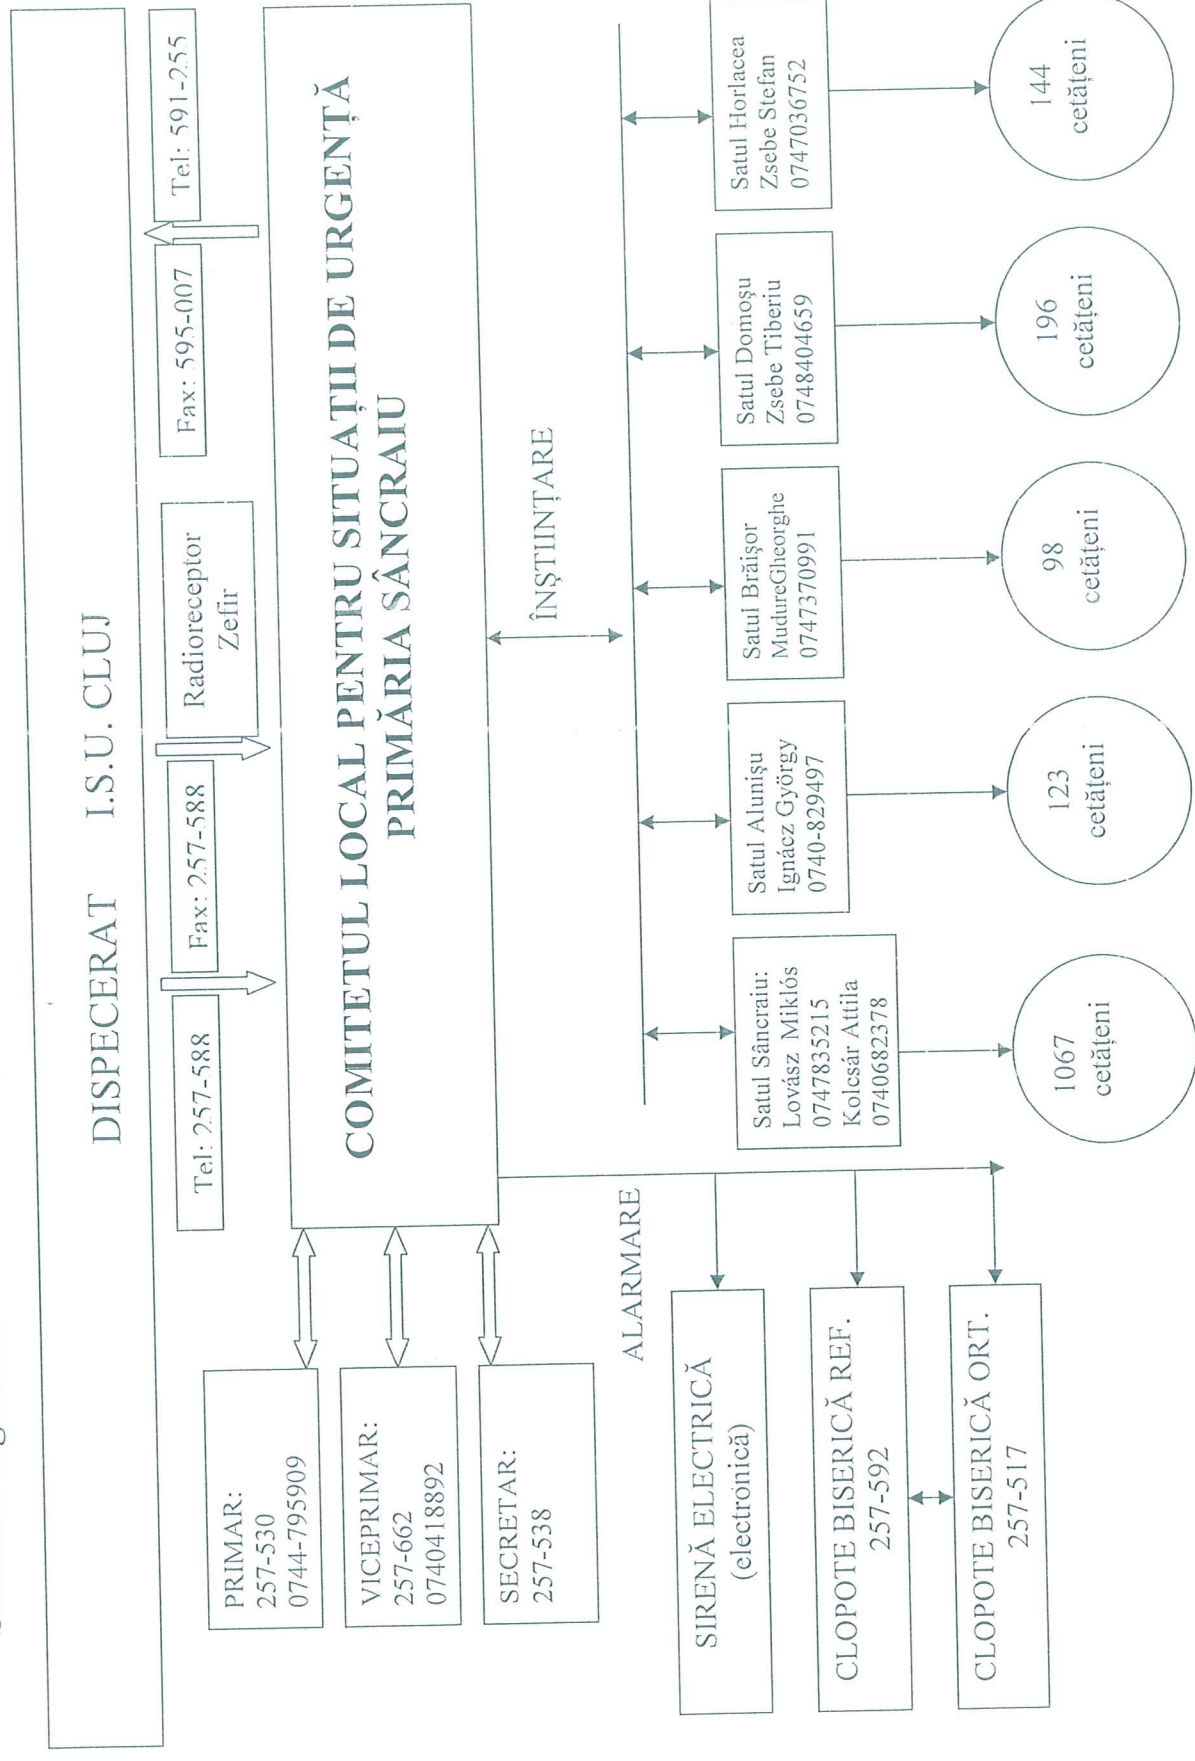 DISPECERAT I.S.U. CLUJ
Tel: 257-588
Fax: 257-588
Radioreceptor
Zefir
Fax: 595-007
Tel: 591-255
COMITETUL LOCAL PENTRU SITUAȚII DE URGENȚĂ
PRIMĂRIA SÂNCRAIU
PRIMAR:
257-530
0744-795909
VICEPRIMAR:
257-662
0740418892
SECRETAR:
257-538
ÎNȘTIINȚARE
ALARMARE
SIRENĂ ELECTRICĂ
(electronică)
CLOPOTE BISERICĂ REF.
257-592
CLOPOTE BISERICĂ ORT.
257-517
Satul Sâncraiu:
Lovász Miklós
0747835215
Kolcsár Attila
0740682378
Satul Alunişu
Ignácz György
0740-829497
Satul Brăişor
MudureGheorghe
0747370991
Satul Domoşu
Zsebe Tiberiu
0748404659
Satul Horlacea
Zsebe Stefan
0747036752
1067
cetățeni
123
cetățeni
98
cetățeni
196
cetățeni
144
cetățeni